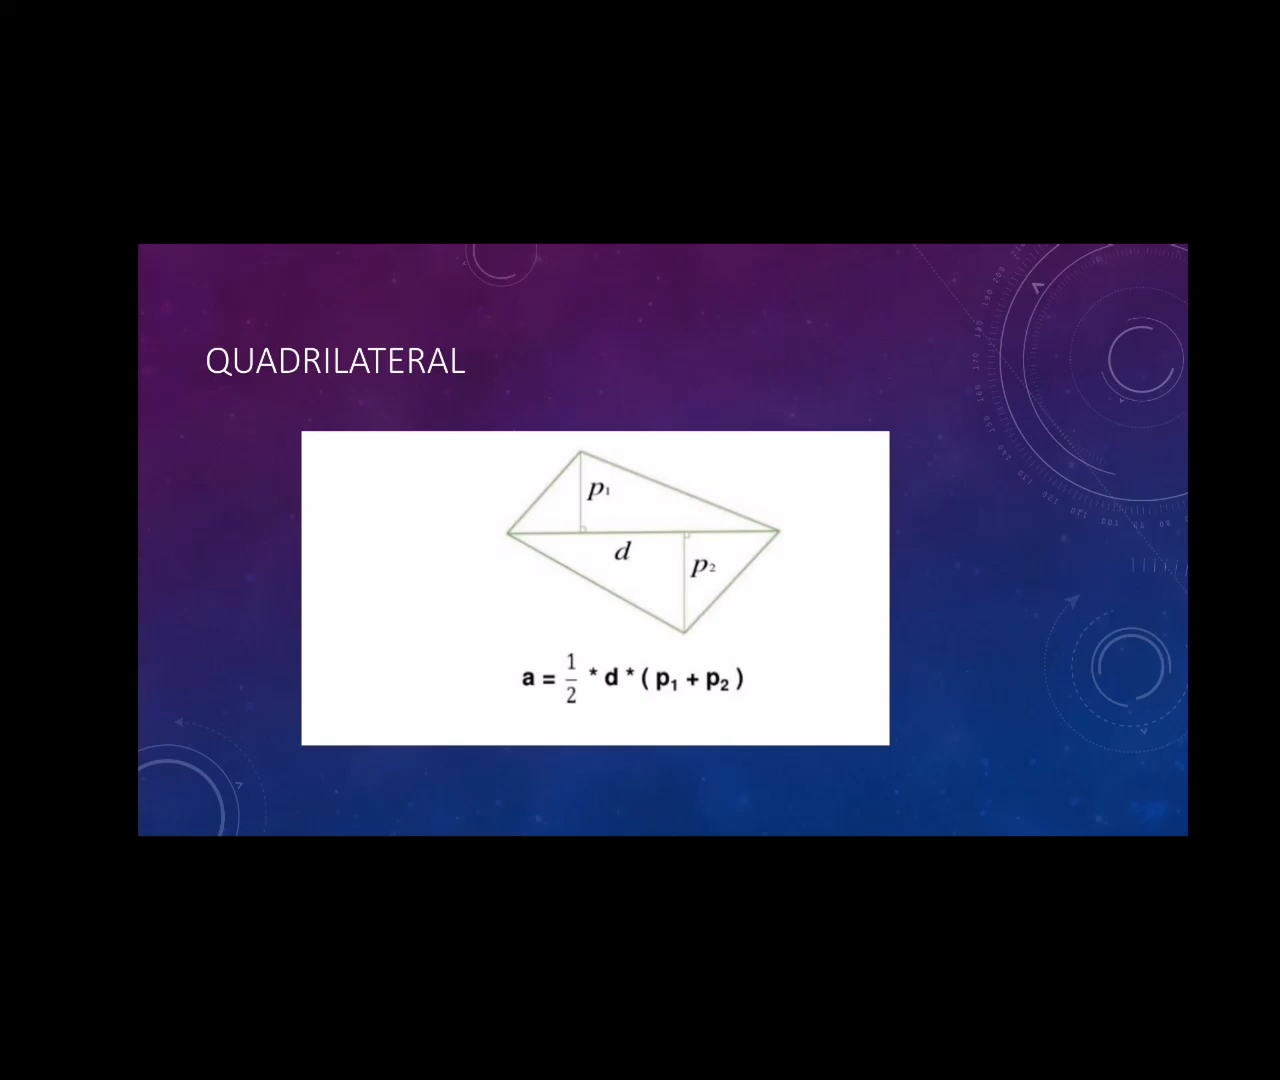 QUADRILATERAL
p₁
d
p₂
a = 1/2 * d * ( p₁ + p₂ )